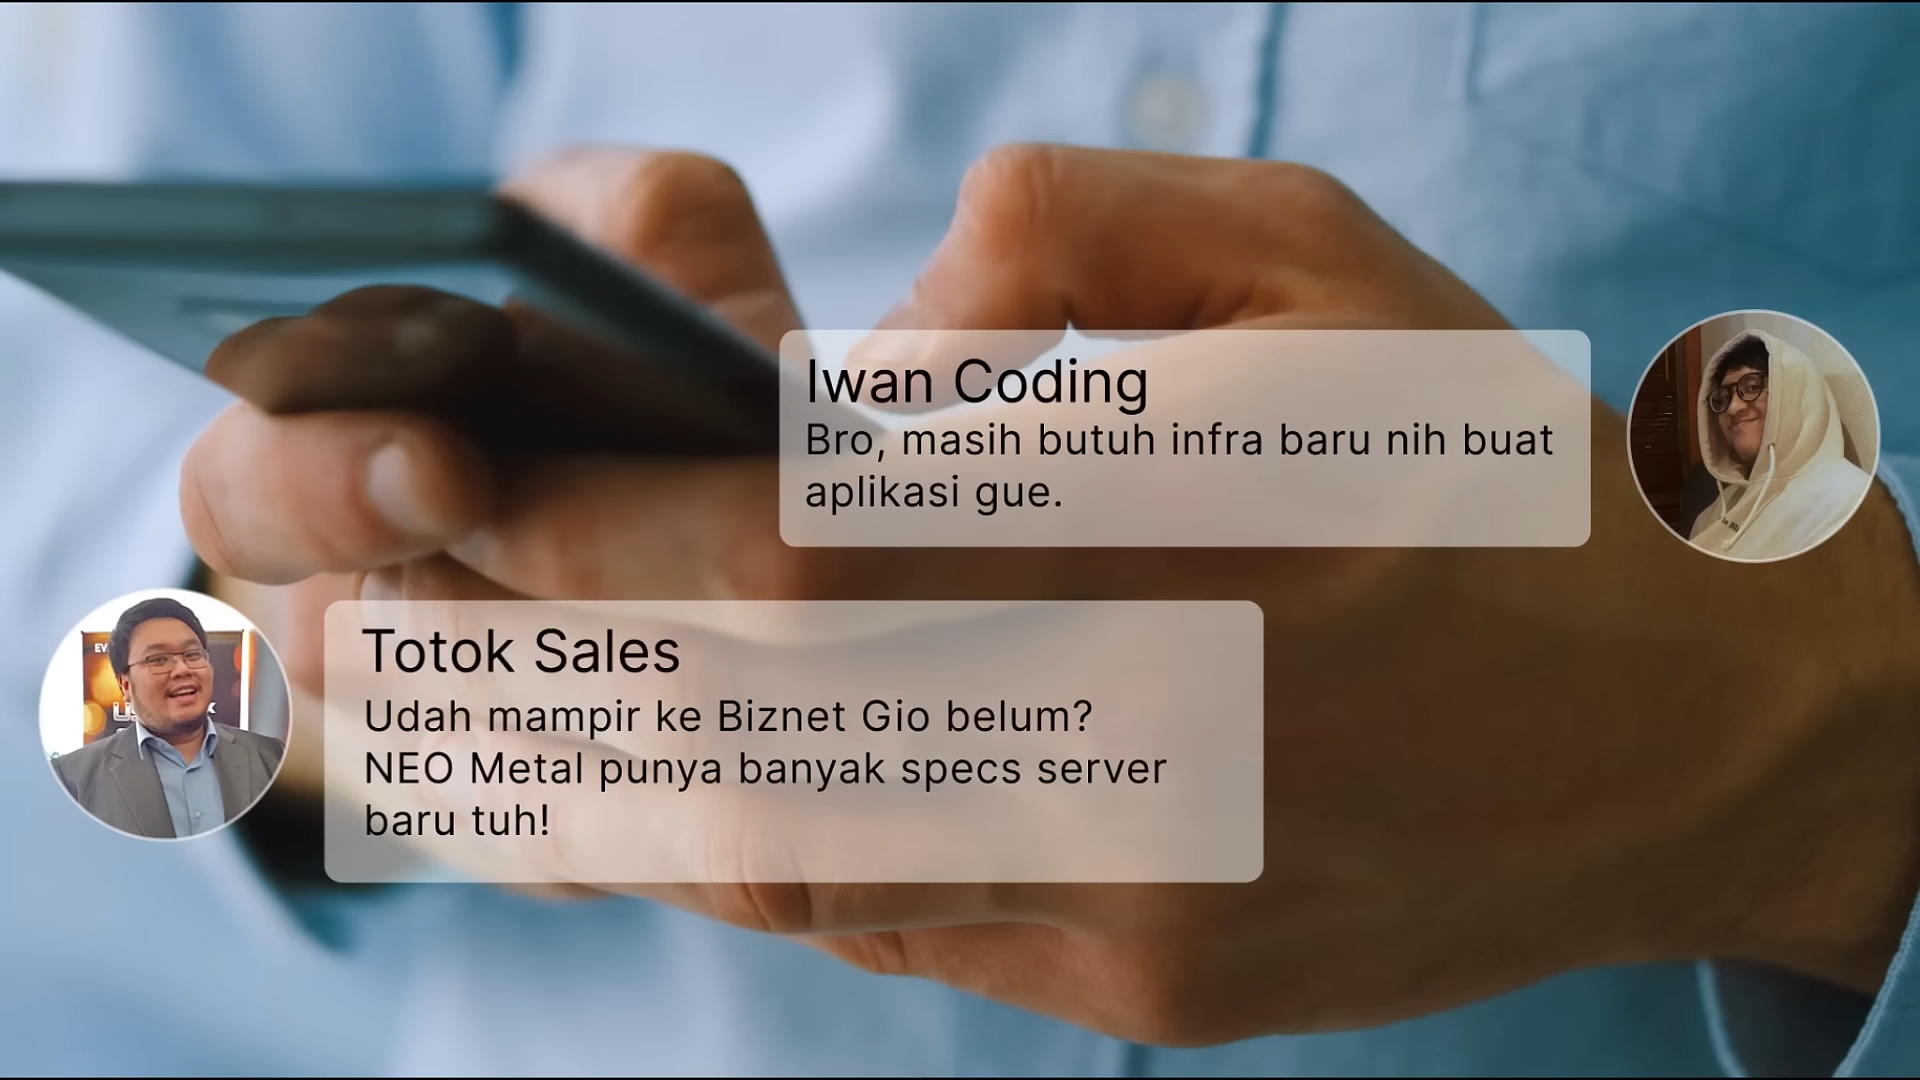 Iwan Coding
Bro, masih butuh infra baru nih buat
aplikasi gue.
Totok Sales
Udah mampir ke Biznet Gio belum?
NEO Metal punya banyak specs server
baru tuh!